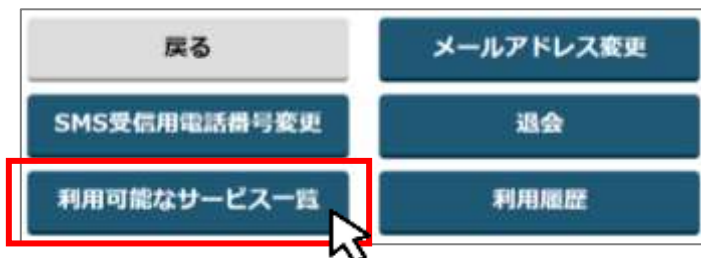 戻る
メールアドレス変更
SMS受信用電話番号変更
退会
利用可能なサービス一覧
利用履歴